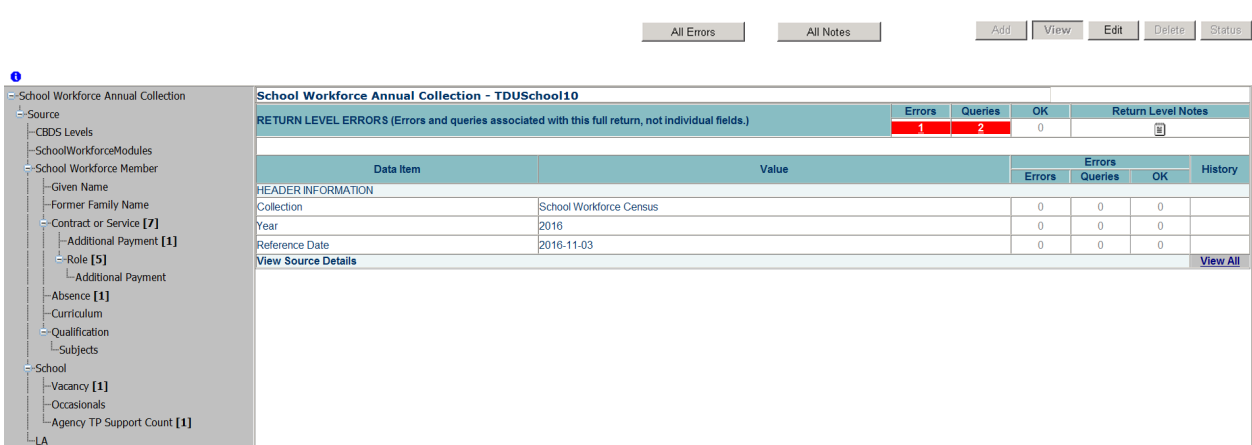 All Errors All Notes Add View Edit Delete Status
School Workforce Annual Collection
Source
CBDS Levels
SchoolWorkforceModules
School Workforce Member
Given Name
Former Family Name
Contract or Service [7]
Additional Payment [1]
Role [5]
Additional Payment
Absence [1]
Curriculum
Qualification
Subjects
School
Vacancy [1]
Occasionals
Agency TP Support Count [1]
LA
School Workforce Annual Collection - TDUSchool10
RETURN LEVEL ERRORS (Errors and queries associated with this full return, not individual fields.) Errors Queries OK Return Level Notes
1 2 0
Data Item Value Errors History
Errors Queries OK
HEADER INFORMATION
Collection School Workforce Census 0 0 0
Year 2016 0 0 0
Reference Date 2016-11-03 0 0 0
View Source Details View All